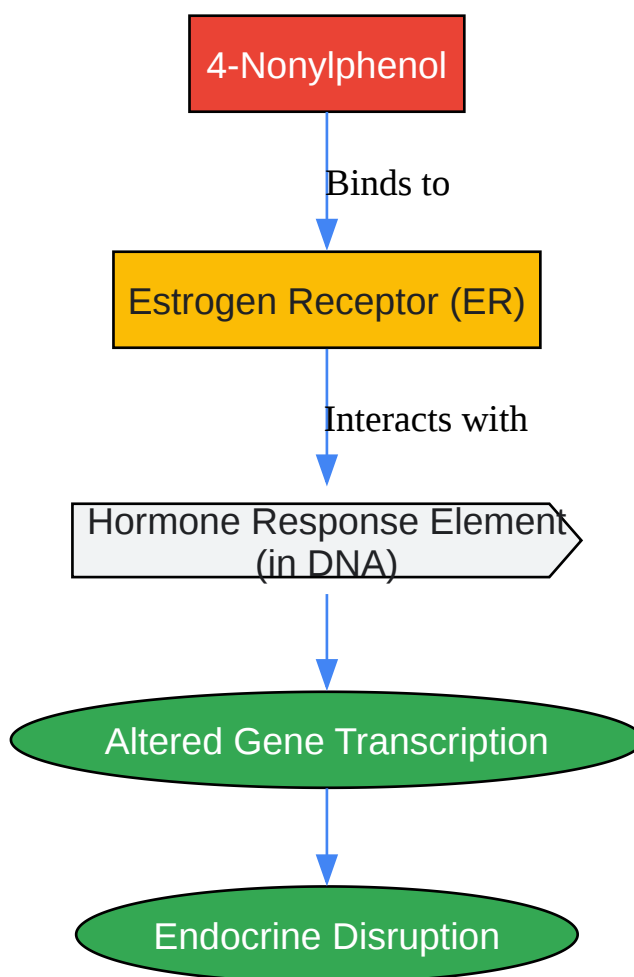 4-Nonylphenol
Binds to
Estrogen Receptor (ER)
Interacts with
Hormone Response Element
(in DNA)
Altered Gene Transcription
Endocrine Disruption